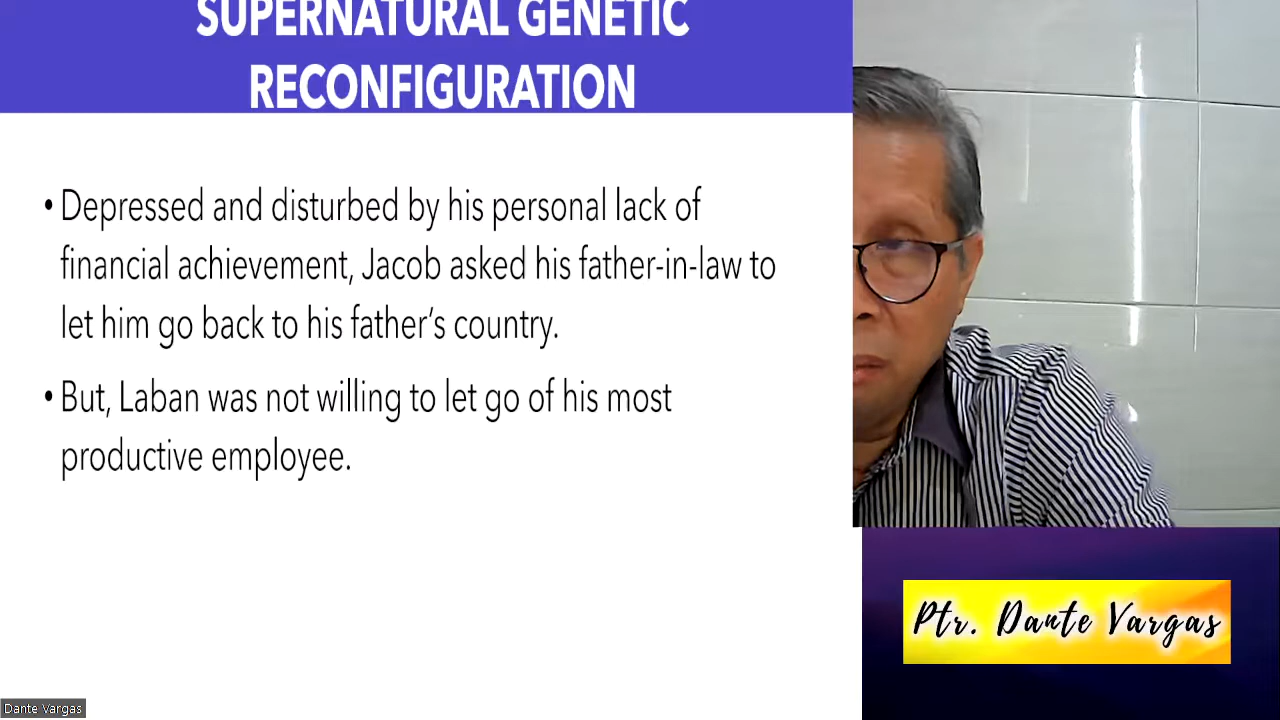 SUPERNATURAL GENETIC
RECONFIGURATION
• Depressed and disturbed by his personal lack of
financial achievement, Jacob asked his father-in-law to
let him go back to his father’s country.
• But, Laban was not willing to let go of his most
productive employee.
Ptr. Dante Vargas
Dante Vargas